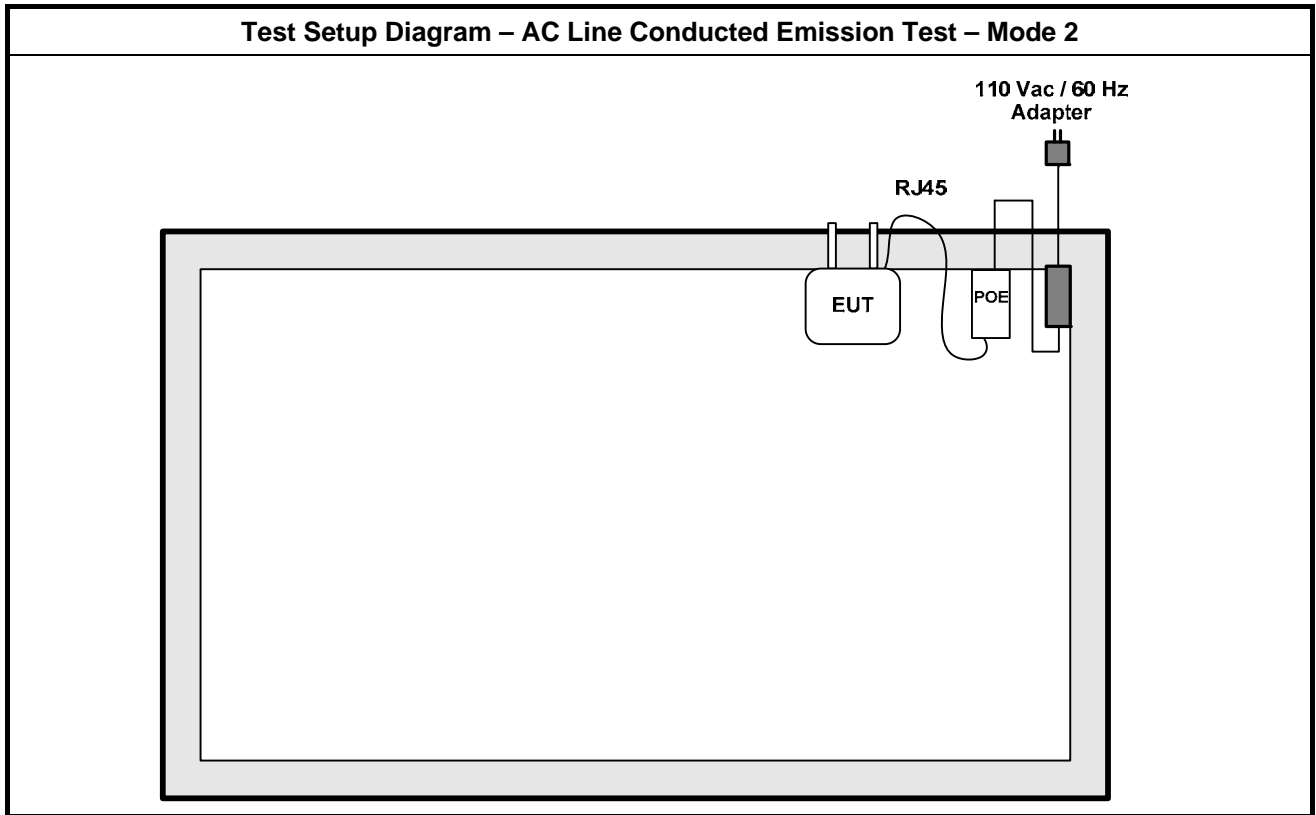 Test Setup Diagram – AC Line Conducted Emission Test – Mode 2
110 Vac / 60 Hz
Adapter
RJ45
EUT
POE